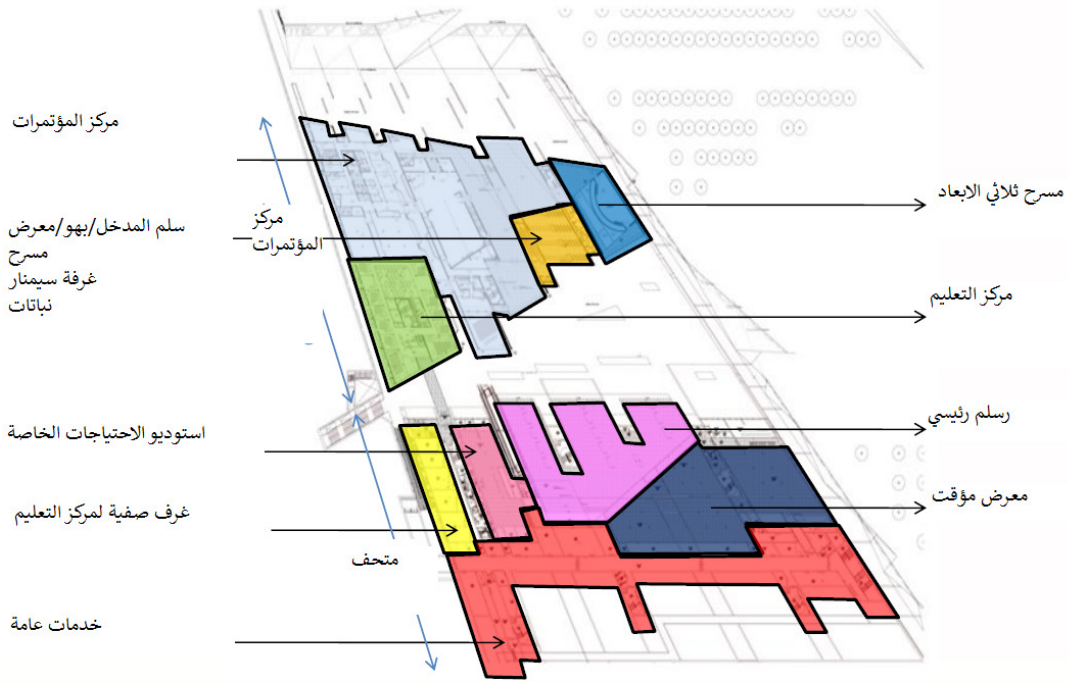 مركز المؤتمرات
مسرح ثلاثي الابعاد
سلم المدخل/بهو/معرض
مسرح
غرفة سيمنار
نباتات
مركز
المؤتمرات
مركز التعليم
استوديو الاحتياجات الخاصة
رسلم رئيسي
معرض مؤقت
غرف صفية لمركز التعليم
متحف
خدمات عامة